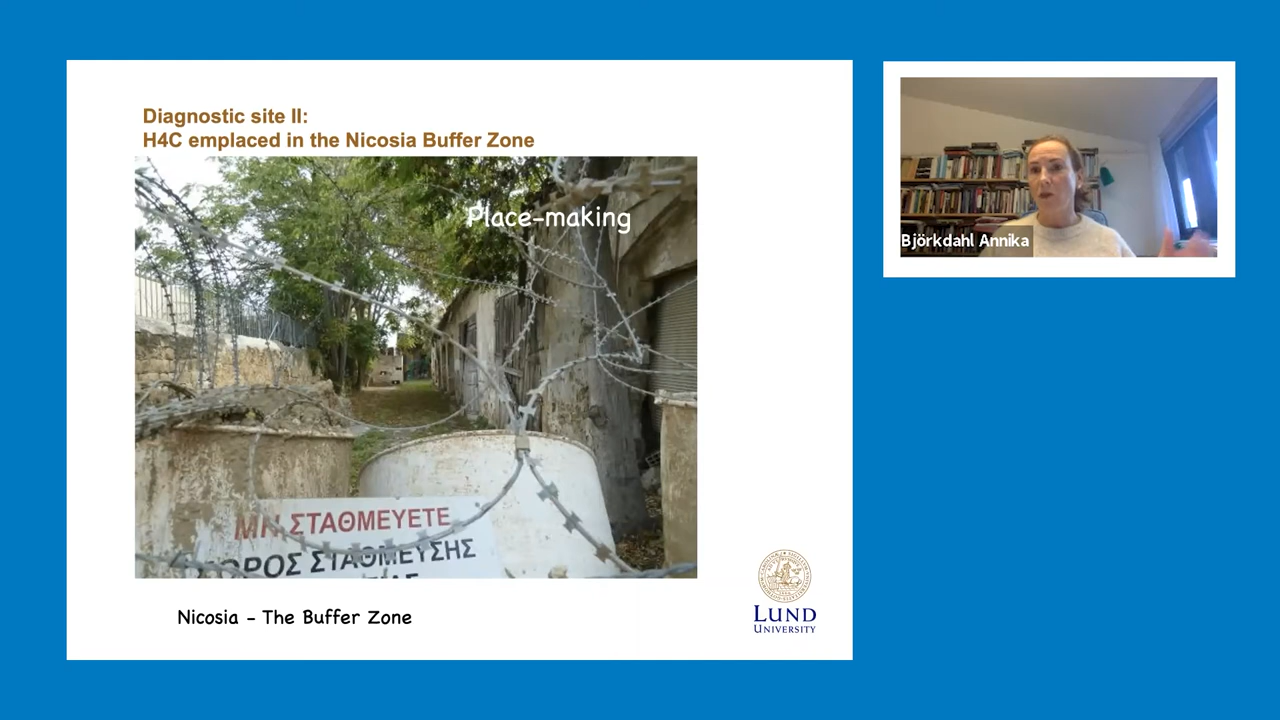 Diagnostic site II:
H4C emplaced in the Nicosia Buffer Zone
Place-making
ΜΗ ΣΤΑΘΜΕΥΕΤΕ
ΣΤΑΘΜΕΥΣΗΣ
Nicosia - The Buffer Zone
LUND
UNIVERSITY
Björkdahl Annika